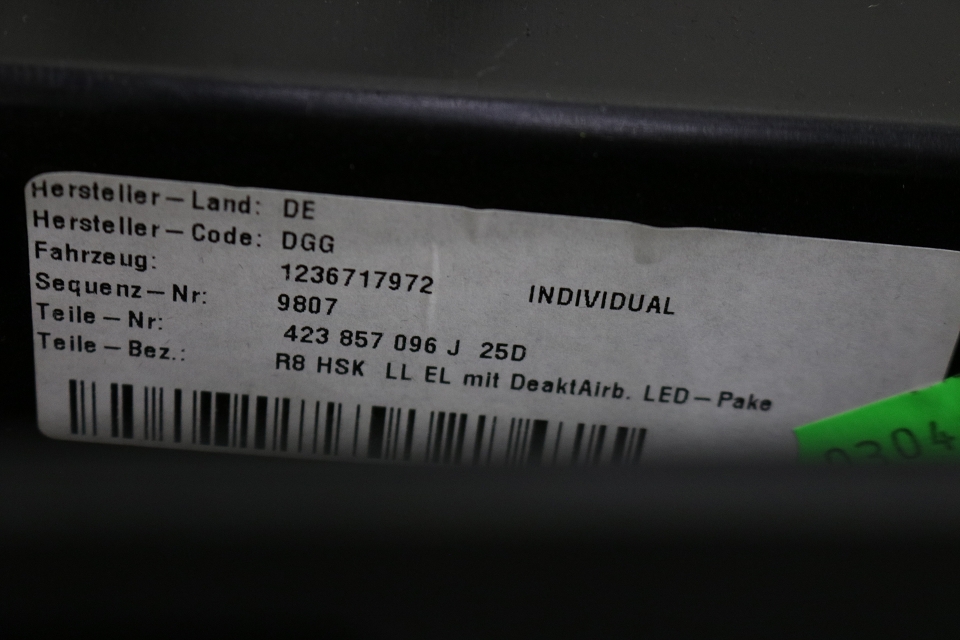 Hersteller-Land: DE
Hersteller-Code: DGG
Fahrzeug: 1236717972 INDIVIDUAL
Sequenz-Nr: 9807
Teile-Nr: 423 857 096 J 25D
Teile-Bez.: R8 HSK LL EL mit DeaktAirb. LED-Pake
0304